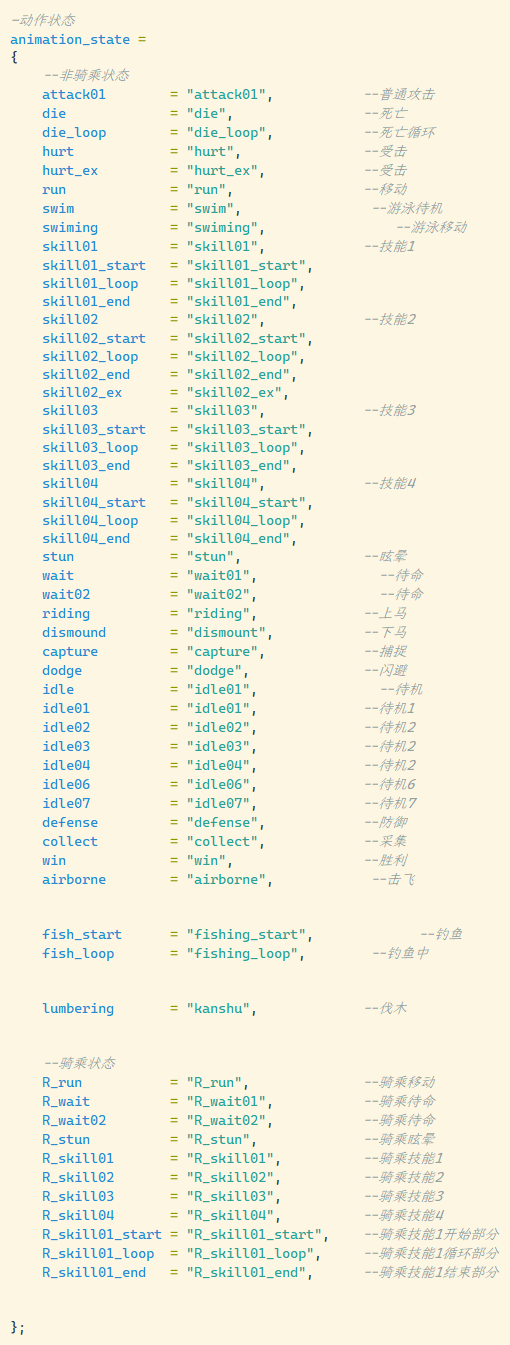 -动作状态
animation_state =
{
    --非骑乘状态
    attack01        = "attack01",           --普通攻击
    die             = "die",                --死亡
    die_loop        = "die_loop",           --死亡循环
    hurt            = "hurt",               --受击
    hurt_ex         = "hurt_ex",            --受击
    run             = "run",                --移动
    swim            = "swim",                --游泳待机
    swiming         = "swiming",                --游泳移动
    skill01         = "skill01",            --技能1
    skill01_start   = "skill01_start",
    skill01_loop    = "skill01_loop",
    skill01_end     = "skill01_end",
    skill02         = "skill02",            --技能2
    skill02_start   = "skill02_start",
    skill02_loop    = "skill02_loop",
    skill02_end     = "skill02_end",
    skill02_ex      = "skill02_ex",
    skill03         = "skill03",            --技能3
    skill03_start   = "skill03_start",
    skill03_loop    = "skill03_loop",
    skill03_end     = "skill03_end",
    skill04         = "skill04",            --技能4
    skill04_start   = "skill04_start",
    skill04_loop    = "skill04_loop",
    skill04_end     = "skill04_end",
    stun            = "stun",               --眩晕
    wait            = "wait01",               --待命
    wait02          = "wait02",               --待命
    riding          = "riding",             --上马
    dismound        = "dismount",           --下马
    capture         = "capture",            --捕捉
    dodge           = "dodge",              --闪避
    idle            = "idle01",               --待机
    idle01          = "idle01",             --待机1
    idle02          = "idle02",             --待机2
    idle03          = "idle03",             --待机2
    idle04          = "idle04",             --待机2
    idle06          = "idle06",             --待机6
    idle07          = "idle07",             --待机7
    defense         = "defense",            --防御
    collect         = "collect",            --采集
    win             = "win",                --胜利
    airborne        = "airborne",            --击飞
    fish_start      = "fishing_start",             --钓鱼
    fish_loop       = "fishing_loop",        --钓鱼中
    lumbering       = "kanshu",             --伐木
    --骑乘状态
    R_run           = "R_run",              --骑乘移动
    R_wait          = "R_wait01",           --骑乘待命
    R_wait02        = "R_wait02",           --骑乘待命
    R_stun          = "R_stun",             --骑乘眩晕
    R_skill01       = "R_skill01",          --骑乘技能1
    R_skill02       = "R_skill02",          --骑乘技能2
    R_skill03       = "R_skill03",          --骑乘技能3
    R_skill04       = "R_skill04",          --骑乘技能4
    R_skill01_start = "R_skill01_start",    --骑乘技能1开始部分
    R_skill01_loop  = "R_skill01_loop",     --骑乘技能1循环部分
    R_skill01_end   = "R_skill01_end",      --骑乘技能1结束部分
};